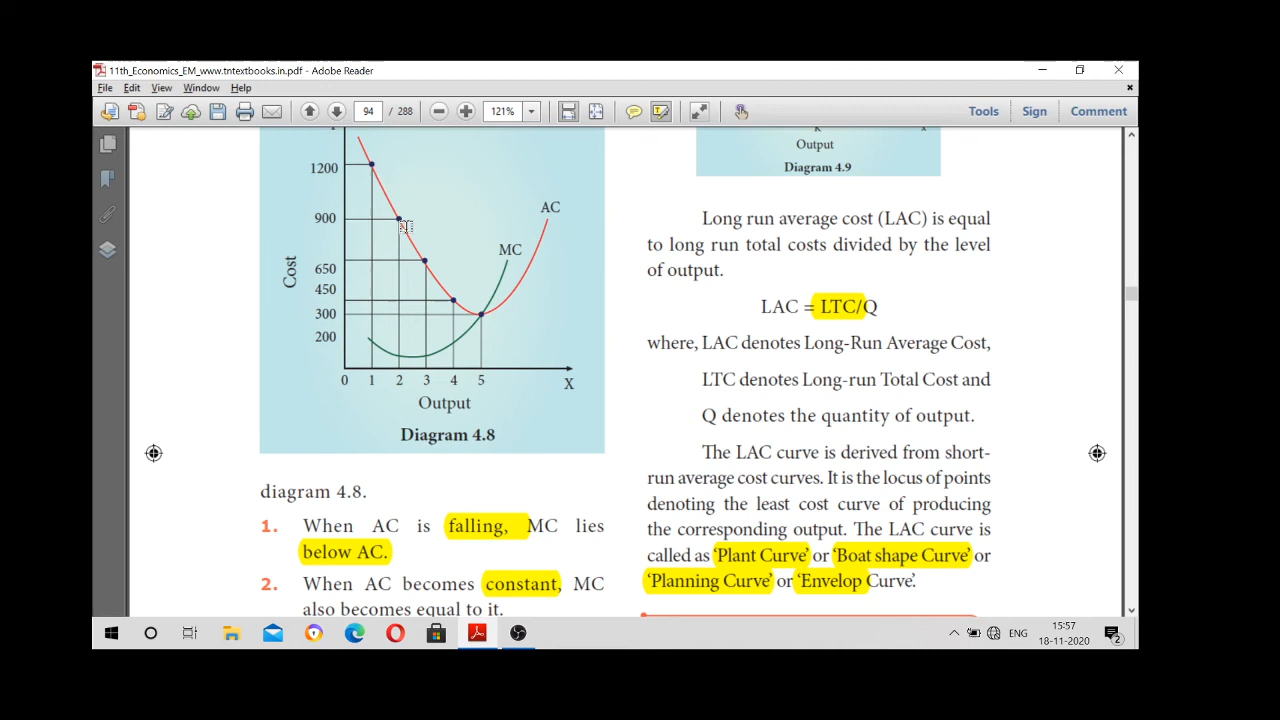 11th_Economics_EM_www.tntextbooks.in.pdf - Adobe Reader
File Edit View Window Help
94 / 288 121% Tools Sign Comment
1200
900
650
450
300
200
Cost
AC
MC
0 1 2 3 4 5 X
Output
Diagram 4.8
diagram 4.8.
1. When AC is falling, MC lies
below AC.
2. When AC becomes constant, MC
also becomes equal to it.
Output
Diagram 4.9
Long run average cost (LAC) is equal
to long run total costs divided by the level
of output.
LAC = LTC/Q
where, LAC denotes Long-Run Average Cost,
LTC denotes Long-run Total Cost and
Q denotes the quantity of output.
The LAC curve is derived from short-
run average cost curves. It is the locus of points
denoting the least cost curve of producing
the corresponding output. The LAC curve is
called as ‘Plant Curve’ or ‘Boat shape Curve’ or
‘Planning Curve’ or ‘Envelop Curve’.
ENG
15:57
18-11-2020
2